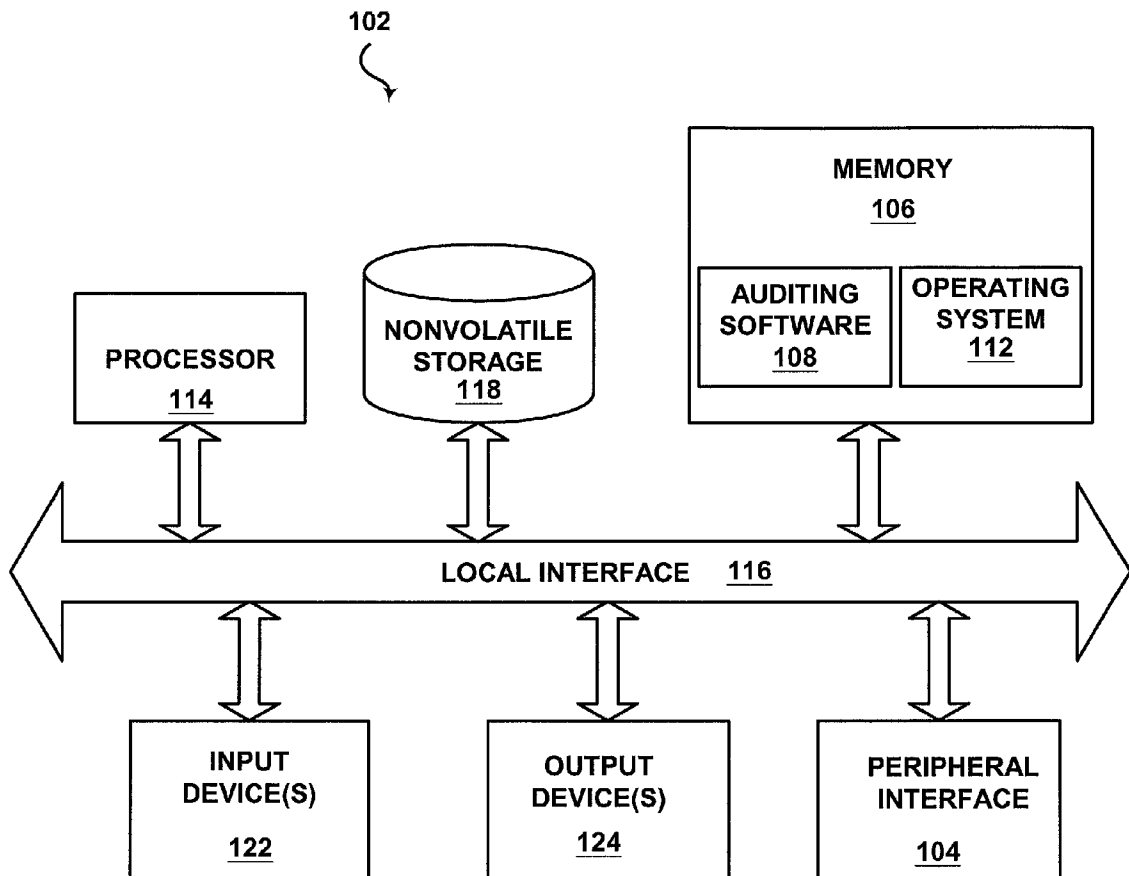 102
MEMORY
106
AUDITING
SOFTWARE
108
OPERATING
SYSTEM
112
NONVOLATILE
STORAGE
118
PROCESSOR
114
LOCAL INTERFACE 116
INPUT
DEVICE(S)
122
OUTPUT
DEVICE(S)
124
PERIPHERAL
INTERFACE
104